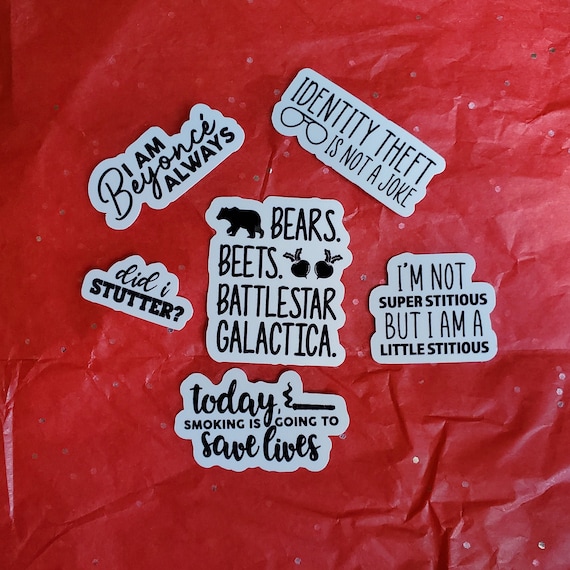 I AM
Beyoncé
ALWAYS
IDENTITY THEFT
IS NOT A JOKE
BEARS.
BEETS.
BATTLESTAR
GALACTICA.
did i
STUTTER?
I'M NOT
SUPER STITIOUS
BUT I AM A
LITTLE STITIOUS
today,
SMOKING IS GOING TO
save lives